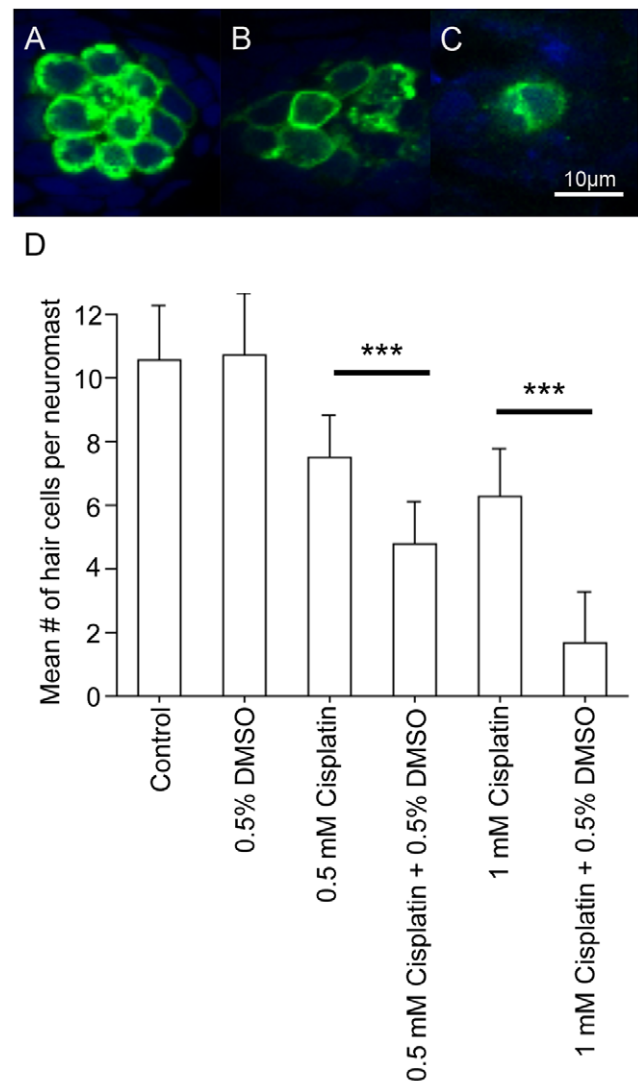 A
B
C
10µm
D
Mean # of hair cells per neuromast
12
10
8
6
4
2
0
***
***
Control
0.5% DMSO
0.5 mM Cisplatin
0.5 mM Cisplatin + 0.5% DMSO
1 mM Cisplatin
1 mM Cisplatin + 0.5% DMSO